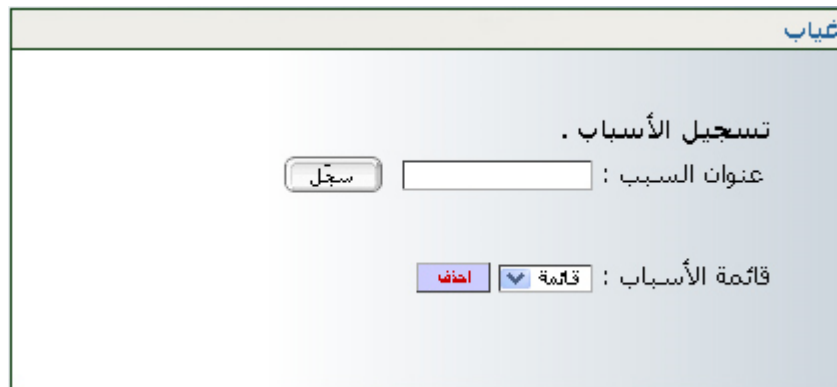 غياب
تسجيل الأسباب .
عنوان السبب : سجّل
قائمة الأسباب : قائمة احذف